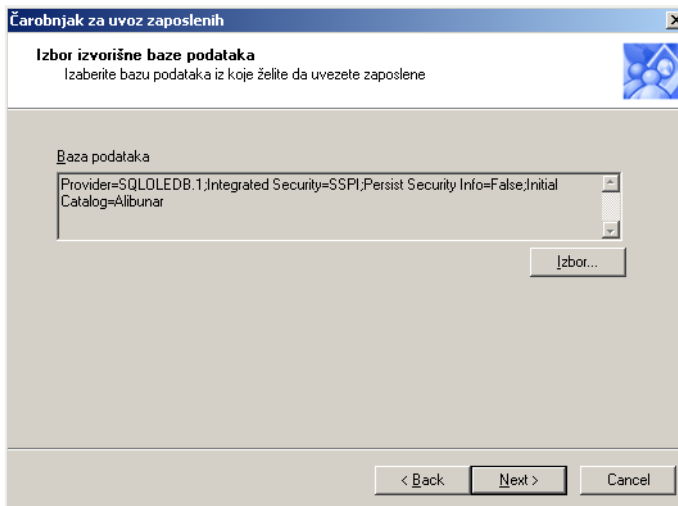 Čarobnjak za uvoz zaposlenih
Izbor izvorišne baze podataka
Izaberite bazu podataka iz koje želite da uvezete zaposlene
Baza podataka
Provider=SQLOLEDB.1;Integrated Security=SSPI;Persist Security Info=False;Initial
Catalog=Alibunar
Izbor...
< Back
Next >
Cancel